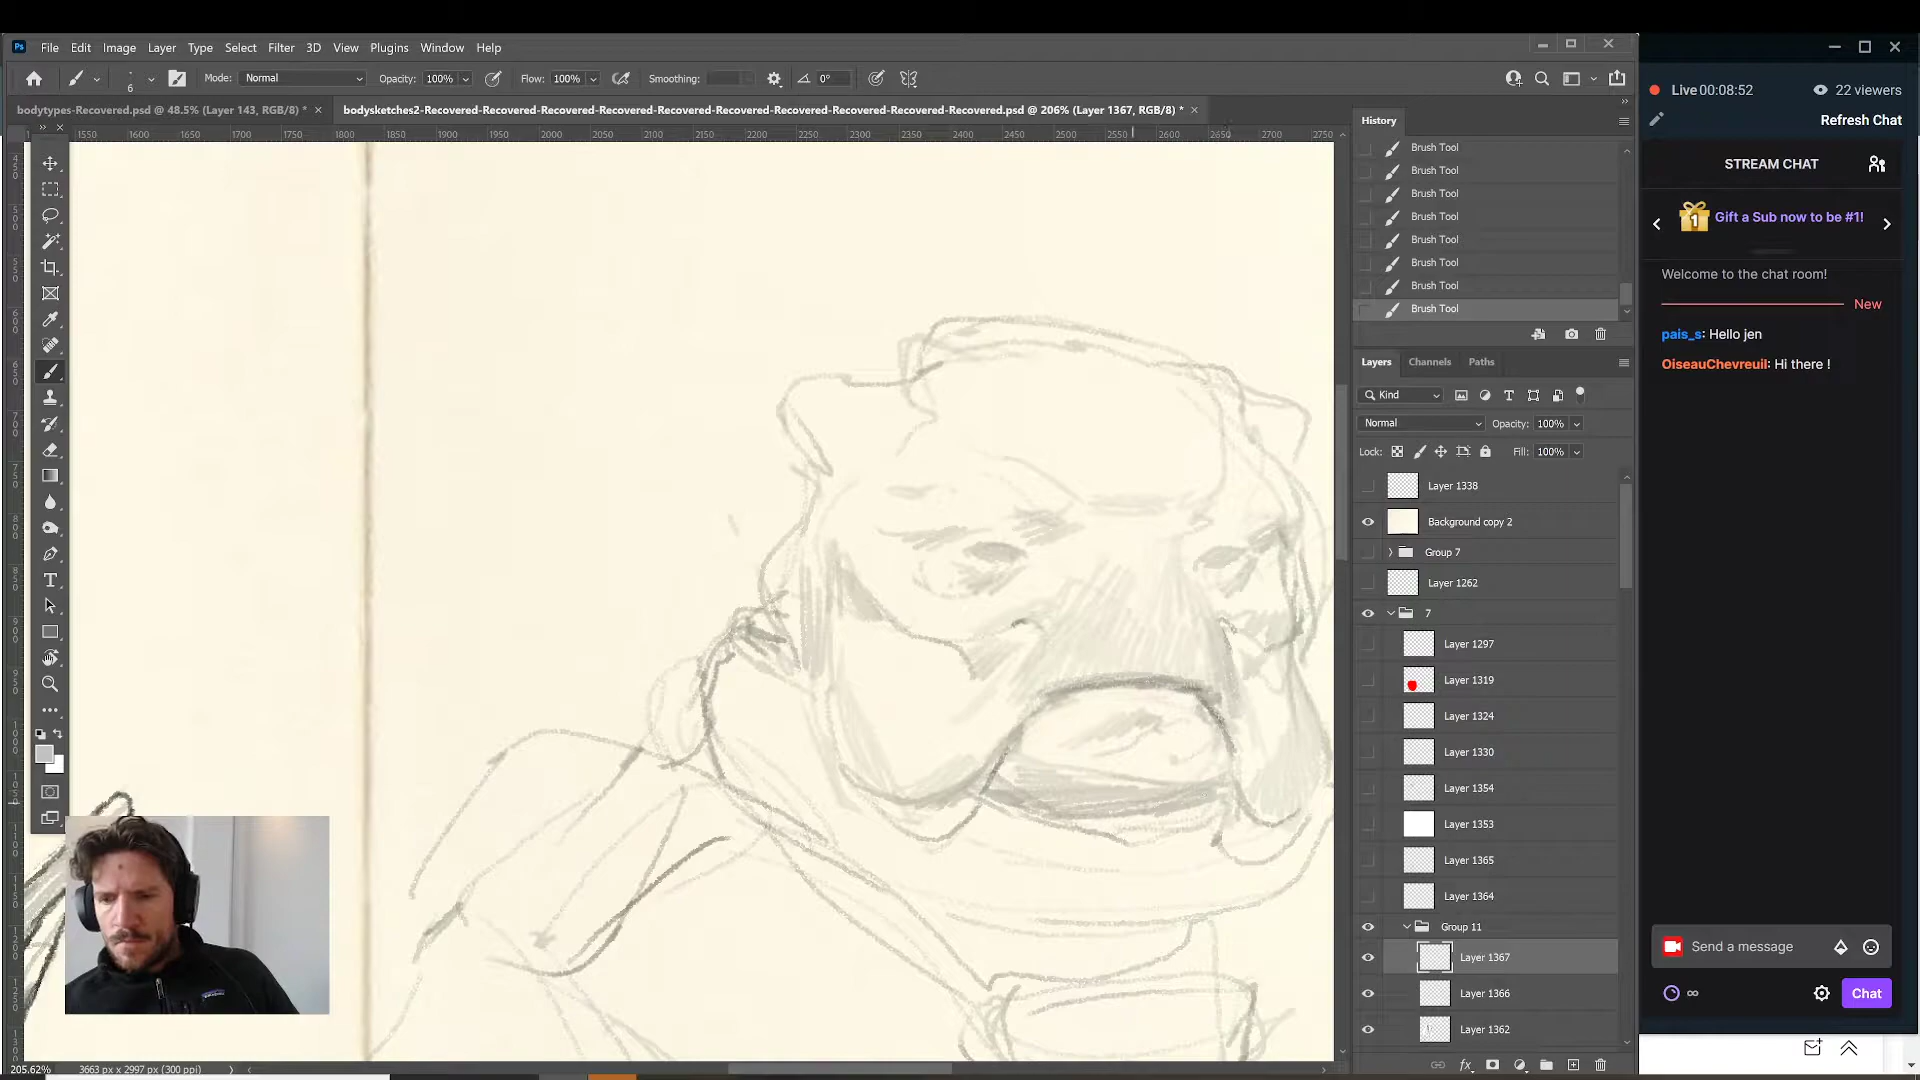 File Edit Image Layer Type Select Filter 3D View Plugins Window Help
6 Mode: Normal Opacity: 100% Flow: 100% Smoothing: 0°
bodytypes-Recovered.psd @ 48.5% (Layer 143, RGB/8) *
bodysketches2-Recovered-Recovered-Recovered-Recovered-Recovered-Recovered-Recovered-Recovered-Recovered-Recovered.psd @ 206% (Layer 1367, RGB/8) *
1550 1600 1650 1700 1750 1800 1850 1900 1950 2000 2050 2100 2150 2200 2250 2300 2350 2400 2450 2500 2550 2600 2650 2700 2750
History
Brush Tool
Brush Tool
Brush Tool
Brush Tool
Brush Tool
Brush Tool
Brush Tool
Brush Tool
Layers Channels Paths
Kind
Normal Opacity: 100%
Lock: Fill: 100%
Layer 1338
Background copy 2
Group 7
Layer 1262
7
Layer 1297
Layer 1319
Layer 1324
Layer 1330
Layer 1354
Layer 1353
Layer 1365
Layer 1364
Group 11
Layer 1367
Layer 1366
Layer 1362
205.62% 3663 px x 2997 px (300 ppi)
Live 00:08:52 22 viewers
Refresh Chat
STREAM CHAT
1 Gift a Sub now to be #1!
Welcome to the chat room!
New
pais_s: Hello jen
OiseauChevreuil: Hi there !
Send a message
∞ Chat